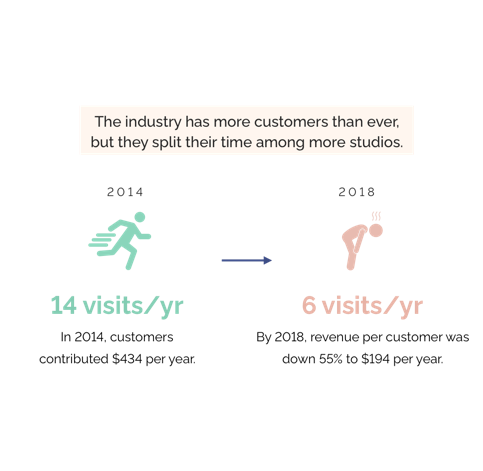 The industry has more customers than ever,
but they split their time among more studios.
2014
2018
14 visits/yr
6 visits/yr
In 2014, customers
contributed $434 per year.
By 2018, revenue per customer was
down 55% to $194 per year.